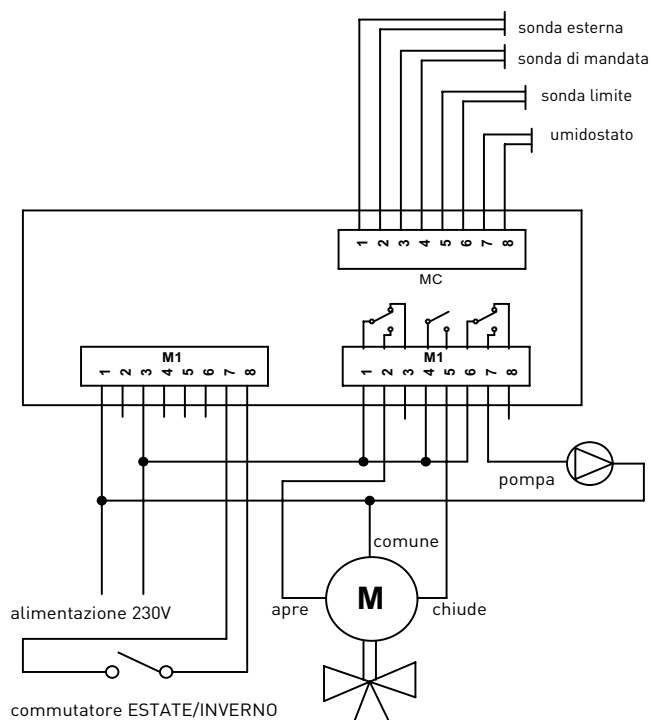 sonda esterna
sonda di mandata
sonda limite
umidostato
1 2 3 4 5 6 7 8
MC
M1
1 2 3 4 5 6 7 8
M1
1 2 3 4 5 6 7 8
pompa
comune
alimentazione 230V
apre
M
chiude
commutatore ESTATE/INVERNO